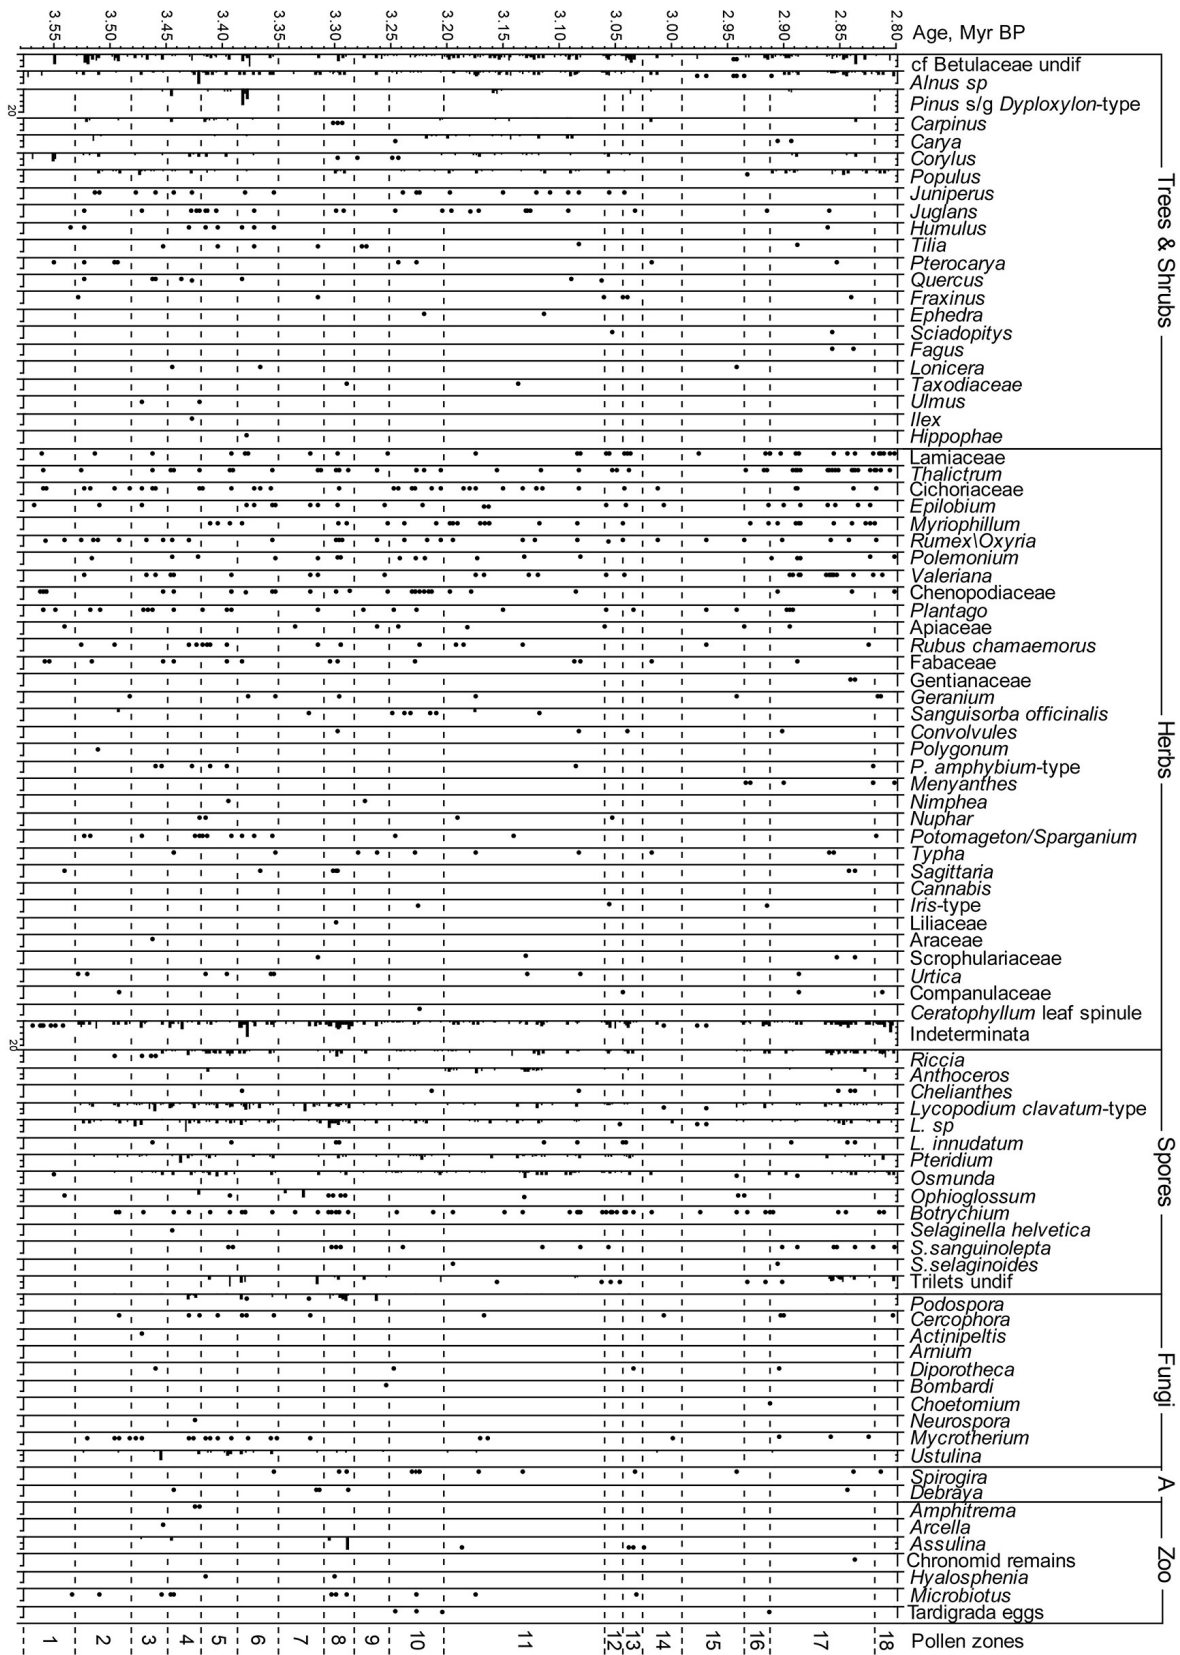 3.55 3.50 3.45 3.40 3.35 3.30 3.25 3.20 3.15 3.10 3.05 3.00 2.95 2.90 2.85 2.80 Age, Myr BP
cf Betulaceae undif
Alnus sp
20 Pinus s/g Dyploxylon-type
Carpinus
Carya
Corylus
Populus
Juniperus
Juglans
Humulus
Tilia
Pterocarya
Quercus
Fraxinus
Ephedra
Sciadopitys
Fagus
Lonicera
Taxodiaceae
Ulmus
Ilex
Hippophae
Trees & Shrubs
Lamiaceae
Thalictrum
Cichoriaceae
Epilobium
Myriophillum
Rumex\Oxyria
Polemonium
Valeriana
Chenopodiaceae
Plantago
Apiaceae
Rubus chamaemorus
Fabaceae
Gentianaceae
Geranium
Sanguisorba officinalis
Convolvules
Polygonum
P. amphybium-type
Menyanthes
Nimphea
Nuphar
Potomageton/Sparganium
Typha
Sagittaria
Cannabis
Iris-type
Liliaceae
Araceae
Scrophulariaceae
Urtica
Companulaceae
Ceratophyllum leaf spinule
20 Indeterminata
Herbs
Riccia
Anthoceros
Chelianthes
Lycopodium clavatum-type
L. sp
L. innudatum
Pteridium
Osmunda
Ophioglossum
Botrychium
Selaginella helvetica
S.sanguinolepta
S.selaginoides
Trilets undif
Spores
Podospora
Cercophora
Actinipeltis
Arnium
Diporotheca
Bombardi
Choetomium
Neurospora
Mycrotherium
Ustulina
Fungi
Spirogira
Debraya
A
Amphitrema
Arcella
Assulina
Chronomid remains
Hyalosphenia
Microbiotus
Tardigrada eggs
Zoo
1 2 3 4 5 6 7 8 9 10 11 12 13 14 15 16 17 18 Pollen zones